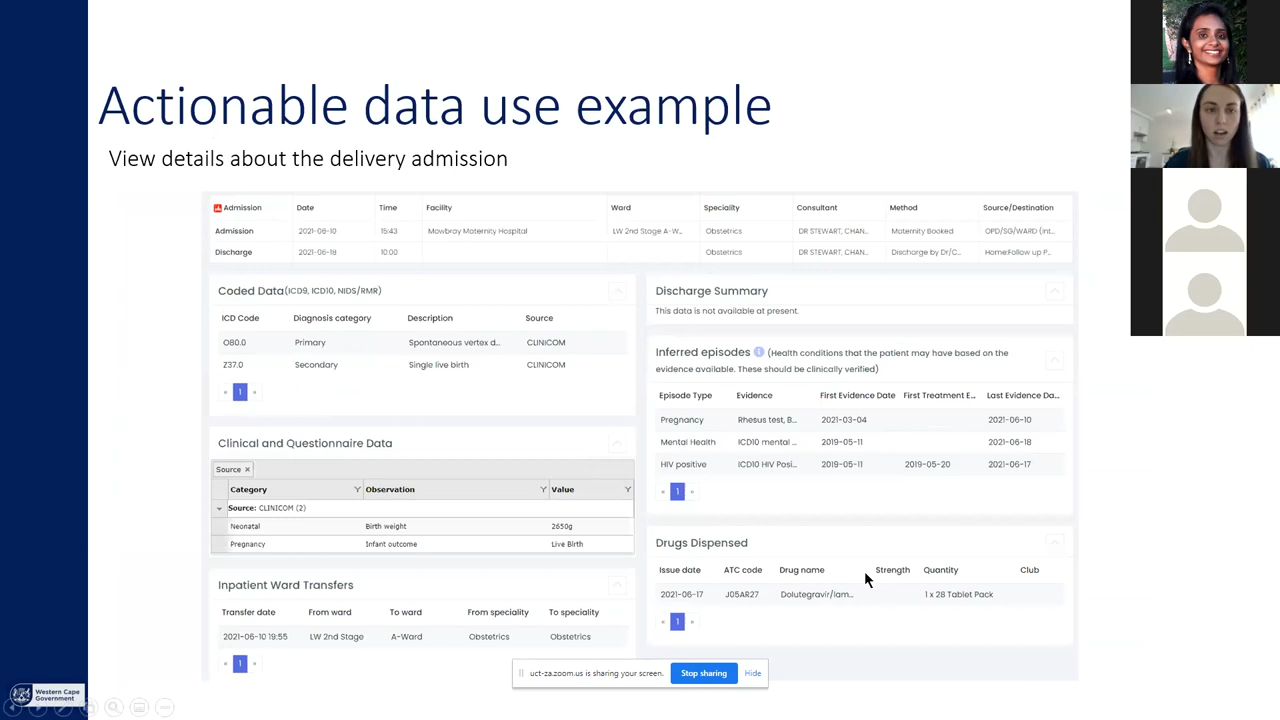 Actionable data use example
View details about the delivery admission
Admission Date Time Facility Ward Speciality Consultant Method Source/Destination
Admission 2021-06-10 15:43 Mowbray Maternity Hospital LW 2nd Stage A-W... Obstetrics DR STEWART, CHAN... Maternity Booked OPD/SG/WARD (Int...
Discharge 2021-06-18 10:00 Obstetrics DR STEWART, CHAN... Discharge by Dr/C... Home:Follow up P...
Coded Data(ICD9, ICD10, NIDS/RMR)
ICD Code Diagnosis category Description Source
O80.0 Primary Spontaneous vertex d... CLINICOM
Z37.0 Secondary Single live birth CLINICOM
« 1 »
Clinical and Questionnaire Data
Source ×
Category Observation Value
Source: CLINICOM (2)
Neonatal Birth weight 2650g
Pregnancy Infant outcome Live Birth
Inpatient Ward Transfers
Transfer date From ward To ward From speciality To speciality
2021-06-10 19:55 LW 2nd Stage A-Ward Obstetrics Obstetrics
« 1 »
Discharge Summary
This data is not available at present.
Inferred episodes i (Health conditions that the patient may have based on the
evidence available. These should be clinically verified)
Episode Type Evidence First Evidence Date First Treatment E... Last Evidence Da...
Pregnancy Rhesus test, B... 2021-03-04 2021-06-10
Mental Health ICD10 mental ... 2019-05-11 2021-06-18
HIV positive ICD10 HIV Posi... 2019-05-11 2019-05-20 2021-06-17
« 1 »
Drugs Dispensed
Issue date ATC code Drug name Strength Quantity Club
2021-06-17 J05AR27 Dolutegravir/lam... 1 x 28 Tablet Pack
« 1 »
uct-za.zoom.us is sharing your screen. Stop sharing Hide
Western Cape
Government